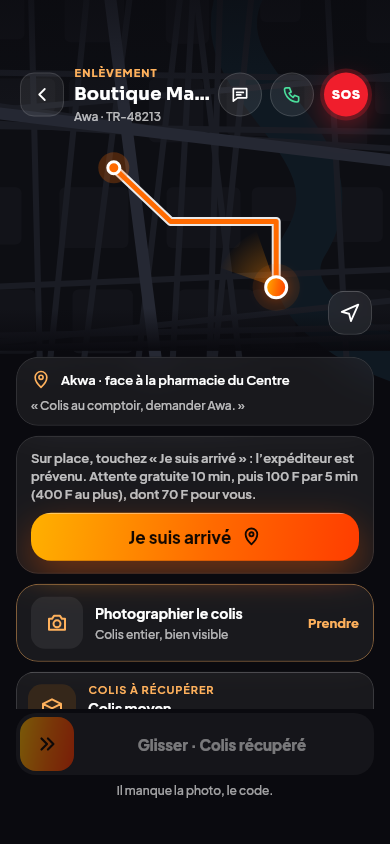 ENLÈVEMENT
Boutique Ma...
Awa · TR-48213
SOS
Akwa · face à la pharmacie du Centre
« Colis au comptoir, demander Awa. »
Sur place, touchez « Je suis arrivé » : l’expéditeur est
prévenu. Attente gratuite 10 min, puis 100 F par 5 min
(400 F au plus), dont 70 F pour vous.
Je suis arrivé
Photographier le colis
Colis entier, bien visible
Prendre
COLIS À RÉCUPÉRER
Colis moyen
Glisser · Colis récupéré
Il manque la photo, le code.